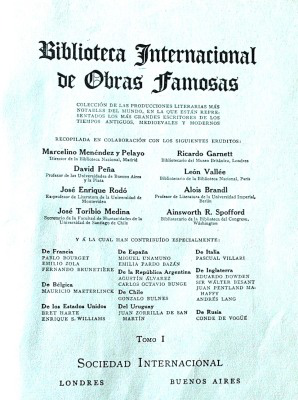 Biblioteca Internacional
de Obras Famosas
COLECCIÓN DE LAS PRODUCCIONES LITERARIAS MÁS
NOTABLES DEL MUNDO, EN LA QUE ESTÁN REPRE-
SENTADOS LOS MÁS GRANDES ESCRITORES DE LOS
TIEMPOS ANTIGUOS, MEDIOEVALES Y MODERNOS
RECOPILADA EN COLABORACIÓN CON LOS SIGUIENTES ERUDITOS:
Marcelino Menéndez y Pelayo
Director de la Biblioteca Nacional, Madrid
David Peña
Profesor de las Universidades de Buenos Aires
y la Plata
José Enrique Rodó
Ex-profesor de Literatura de la Universidad de
Montevideo
José Toribio Medina
Secretario de la Facultad de Humanidades de la
Universidad de Santiago de Chile
Ricardo Garnett
Bibliotecario del Museo Británico, Londres
León Vallée
Bibliotecario de la Biblioteca Nacional, París
Alois Brandl
Profesor de Literatura de la Universidad Imperial,
Berlín
Ainsworth R. Spofford
Bibliotecario de la Biblioteca del Congreso,
Washington
Y Á LA CUAL HAN CONTRIBUÍDO ESPECIALMENTE:
De Francia
PABLO BOURGET
EMILIO ZOLA
FERNANDO BRUNETIÈRE
De Bélgica
MAURICIO MAETERLINCK
De los Estados Unidos
BRET HARTE
ENRIQUE S. WILLIAMS
De España
MIGUEL UNAMUNO
EMILIA PARDO BAZÁN
De la República Argentina
AGUSTÍN ÁLVAREZ
CARLOS OCTAVIO BUNGE
De Chile
GONZALO BULNES
Del Uruguay
JUAN ZORRILLA DE SAN
MARTÍN
De Italia
PASCUAL VILLARI
De Inglaterra
EDUARDO DOWDEN
SIR WALTER BESANT
JUAN PENTLAND MA-
HAFFY
ANDRÉS LANG
De Rusia
CONDE DE VOGÜÉ
TOMO I
SOCIEDAD INTERNACIONAL
LONDRES BUENOS AIRES